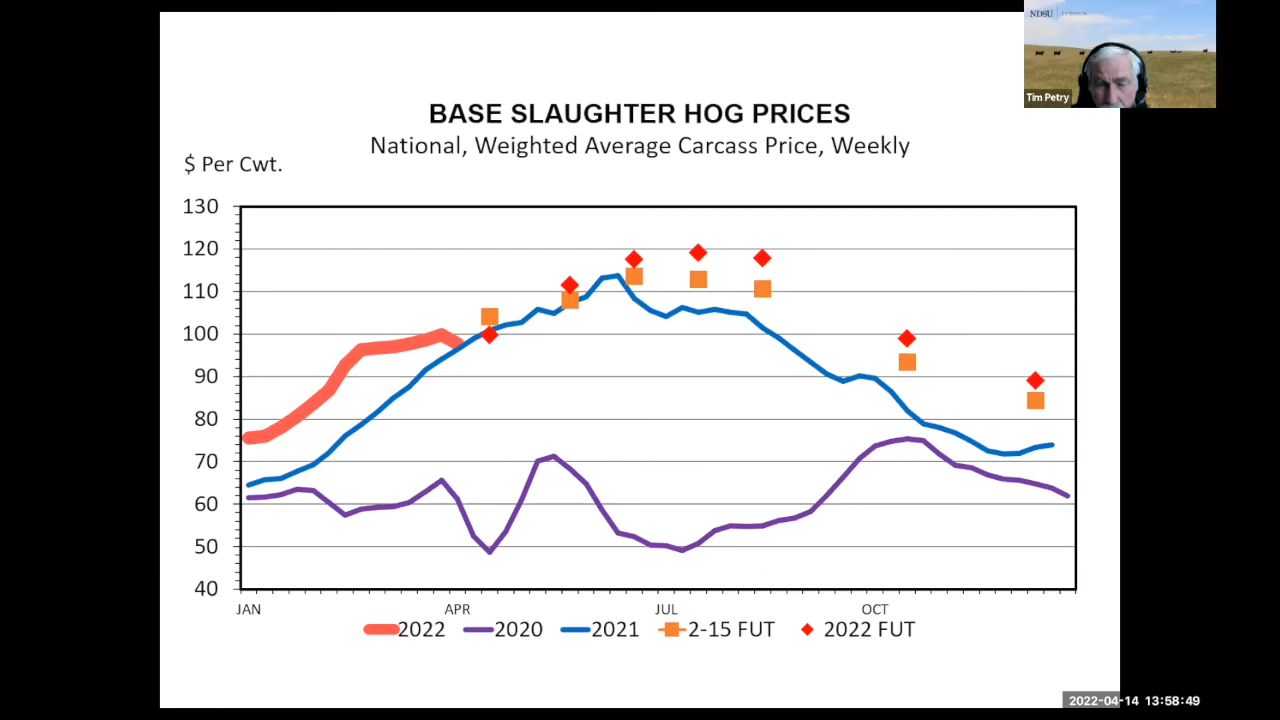 NDSU EXTENSION
Tim Petry
BASE SLAUGHTER HOG PRICES
National, Weighted Average Carcass Price, Weekly
$ Per Cwt.
130
120
110
100
90
80
70
60
50
40
JAN APR JUL OCT
2022 2020 2021 2-15 FUT 2022 FUT
2022-04-14 13:58:49